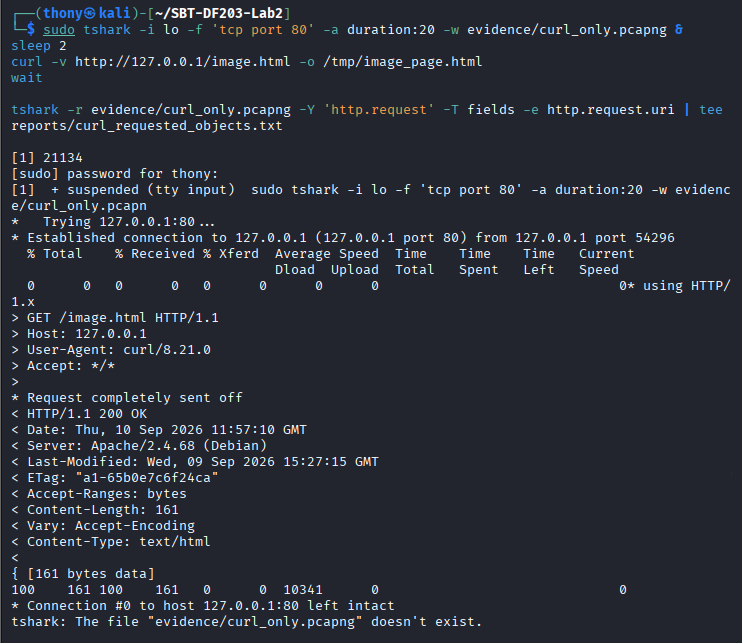 ┌──(thony㉿kali)-[~/SBT-DF203-Lab2]
└─$ sudo tshark -i lo -f 'tcp port 80' -a duration:20 -w evidence/curl_only.pcapng &
sleep 2
curl -v http://127.0.0.1/image.html -o /tmp/image_page.html
wait

tshark -r evidence/curl_only.pcapng -Y 'http.request' -T fields -e http.request.uri | tee
reports/curl_requested_objects.txt

[1] 21134
[sudo] password for thony:
[1]  + suspended (tty input)  sudo tshark -i lo -f 'tcp port 80' -a duration:20 -w evidenc
e/curl_only.pcapn
*   Trying 127.0.0.1:80...
* Established connection to 127.0.0.1 (127.0.0.1 port 80) from 127.0.0.1 port 54296
  % Total    % Received % Xferd  Average Speed  Time    Time    Time   Current
                                 Dload  Upload  Total   Spent   Left   Speed
  0      0   0      0   0      0      0      0                              0* using HTTP/
1.x
> GET /image.html HTTP/1.1
> Host: 127.0.0.1
> User-Agent: curl/8.21.0
> Accept: */*
>
* Request completely sent off
< HTTP/1.1 200 OK
< Date: Thu, 10 Sep 2026 11:57:10 GMT
< Server: Apache/2.4.68 (Debian)
< Last-Modified: Wed, 09 Sep 2026 15:27:15 GMT
< ETag: "a1-65b0e7c6f24ca"
< Accept-Ranges: bytes
< Content-Length: 161
< Vary: Accept-Encoding
< Content-Type: text/html
<
{ [161 bytes data]
100    161 100    161   0      0  10341      0                              0
* Connection #0 to host 127.0.0.1:80 left intact
tshark: The file "evidence/curl_only.pcapng" doesn't exist.